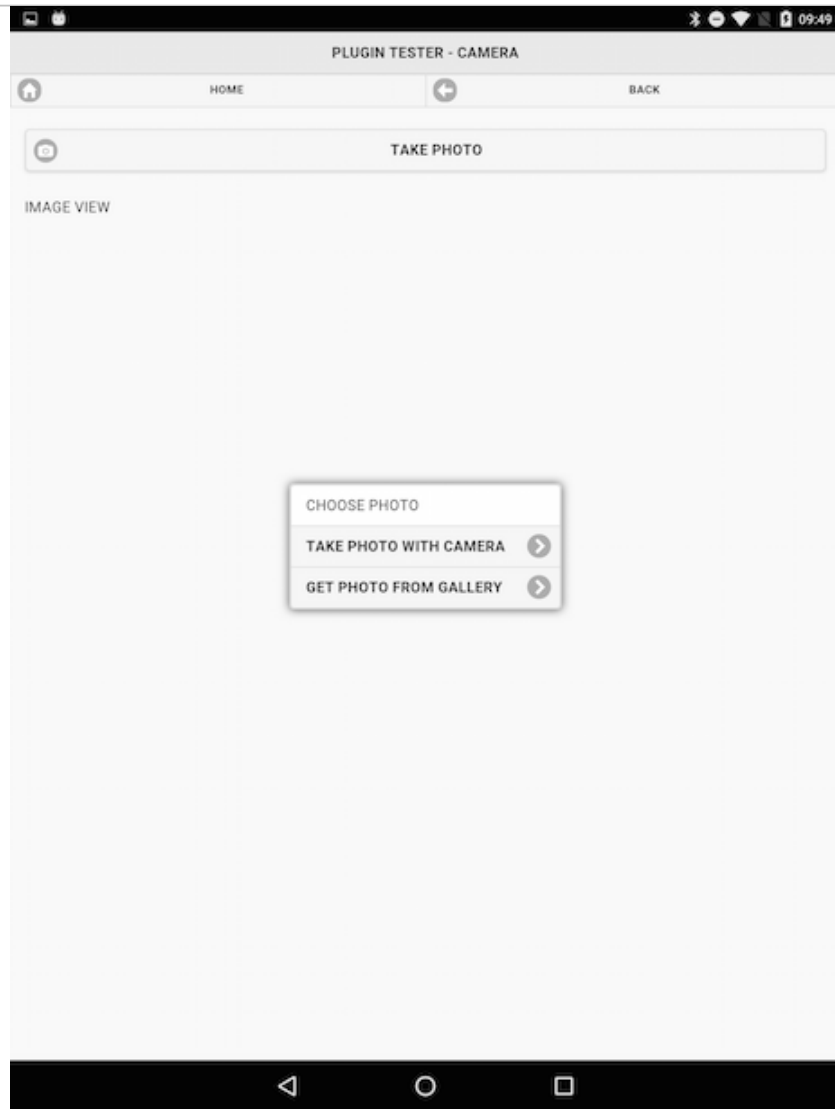 09:49
PLUGIN TESTER - CAMERA
HOME
BACK
TAKE PHOTO
IMAGE VIEW
CHOOSE PHOTO
TAKE PHOTO WITH CAMERA
GET PHOTO FROM GALLERY